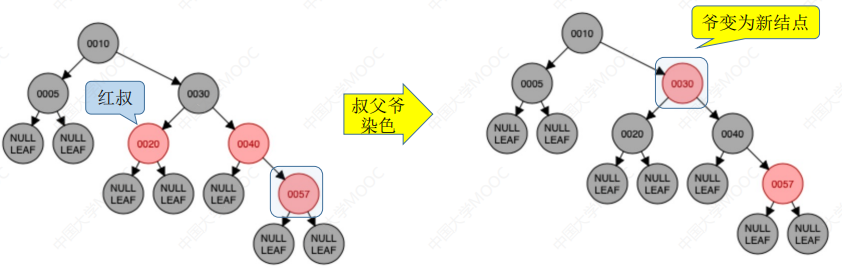 0010
0005
0030
红叔
NULL
LEAF
NULL
LEAF
0020
0040
NULL
LEAF
NULL
LEAF
NULL
LEAF
0057
NULL
LEAF
NULL
LEAF
叔父爷
染色
爷变为新结点
0010
0005
0030
NULL
LEAF
NULL
LEAF
0020
0040
NULL
LEAF
NULL
LEAF
NULL
LEAF
0057
NULL
LEAF
NULL
LEAF
中国大学MOOC